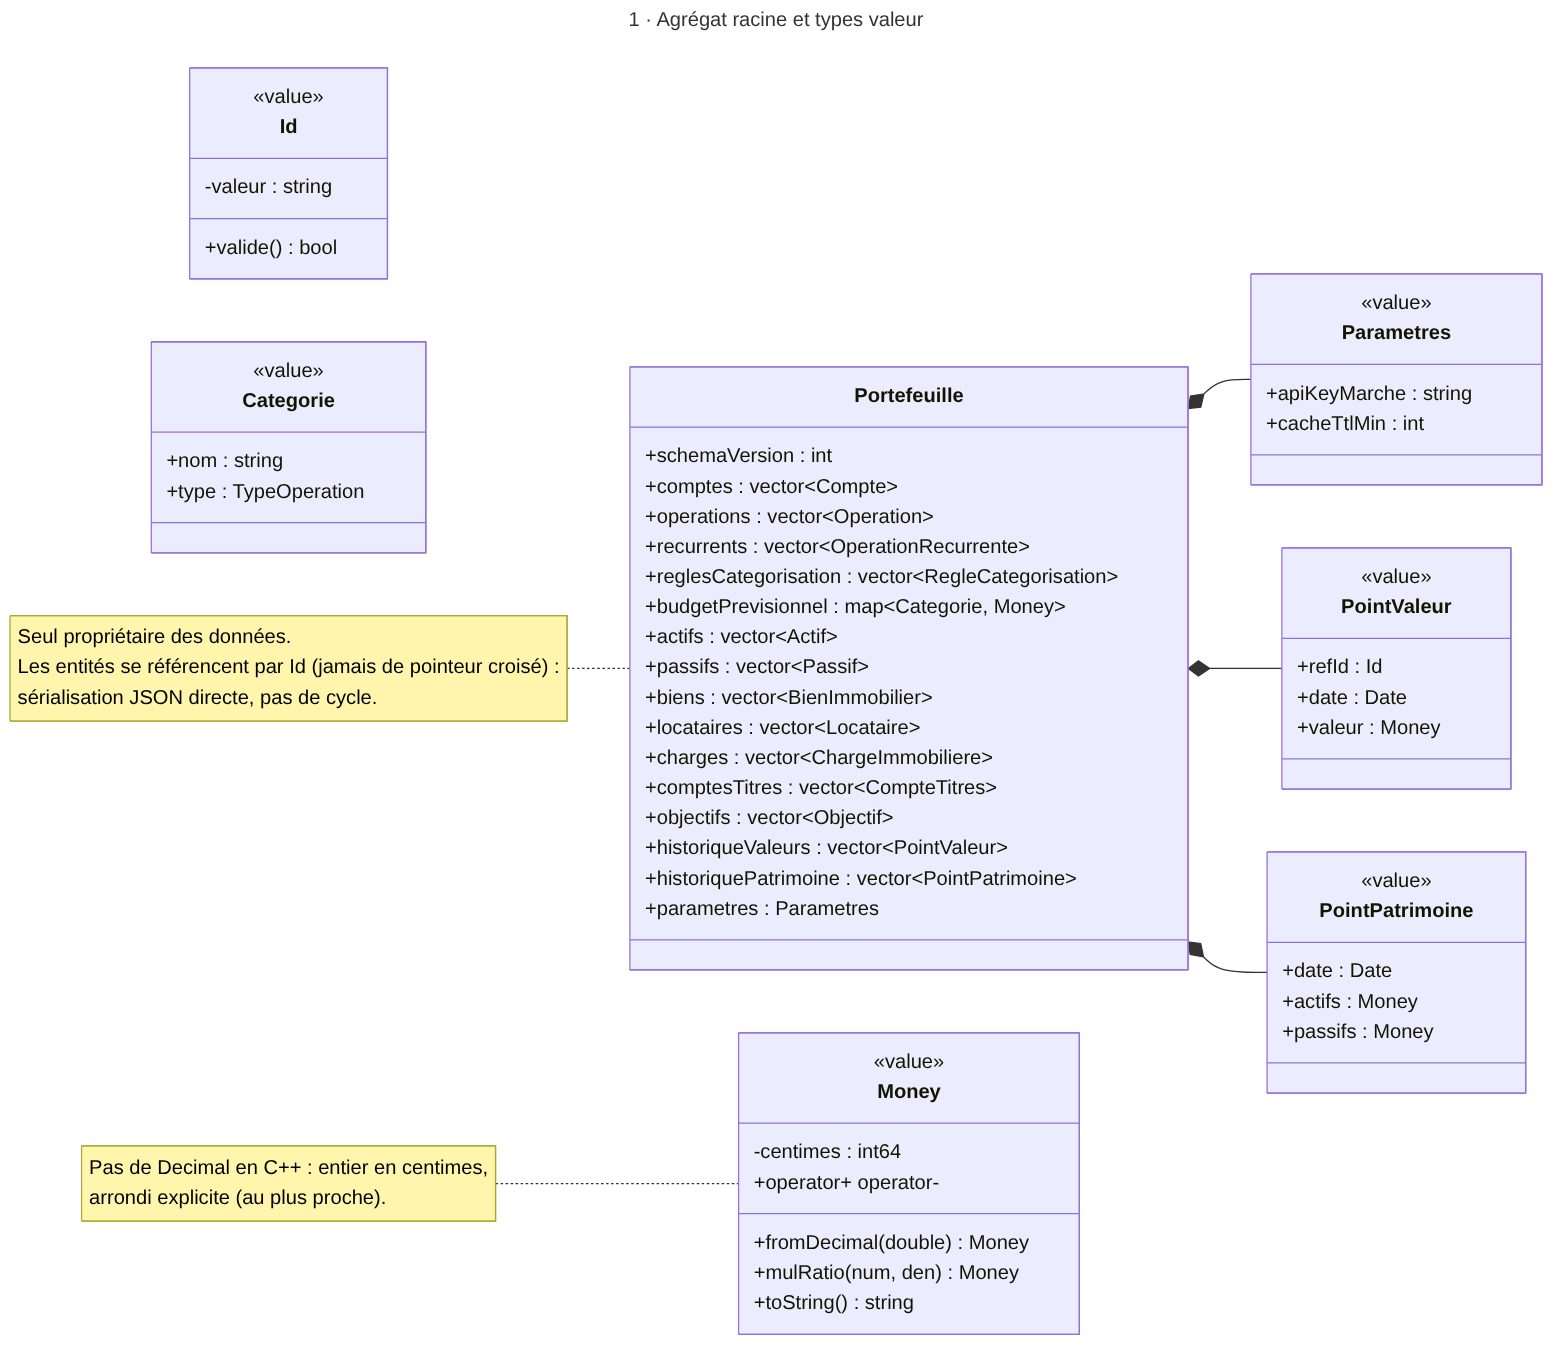 1 · Agrégat racine et types valeur
«value»
Id
-valeur : string
+valide() : bool
«value»
Categorie
+nom : string
+type : TypeOperation
Seul propriétaire des données.
Les entités se référencent par Id (jamais de pointeur croisé) :
sérialisation JSON directe, pas de cycle.
Portefeuille
+schemaVersion : int
+comptes : vector<Compte>
+operations : vector<Operation>
+recurrents : vector<OperationRecurrente>
+reglesCategorisation : vector<RegleCategorisation>
+budgetPrevisionnel : map<Categorie, Money>
+actifs : vector<Actif>
+passifs : vector<Passif>
+biens : vector<BienImmobilier>
+locataires : vector<Locataire>
+charges : vector<ChargeImmobiliere>
+comptesTitres : vector<CompteTitres>
+objectifs : vector<Objectif>
+historiqueValeurs : vector<PointValeur>
+historiquePatrimoine : vector<PointPatrimoine>
+parametres : Parametres
«value»
Parametres
+apiKeyMarche : string
+cacheTtlMin : int
«value»
PointValeur
+refId : Id
+date : Date
+valeur : Money
«value»
PointPatrimoine
+date : Date
+actifs : Money
+passifs : Money
Pas de Decimal en C++ : entier en centimes,
arrondi explicite (au plus proche).
«value»
Money
-centimes : int64
+operator+ operator-
+fromDecimal(double) : Money
+mulRatio(num, den) : Money
+toString() : string